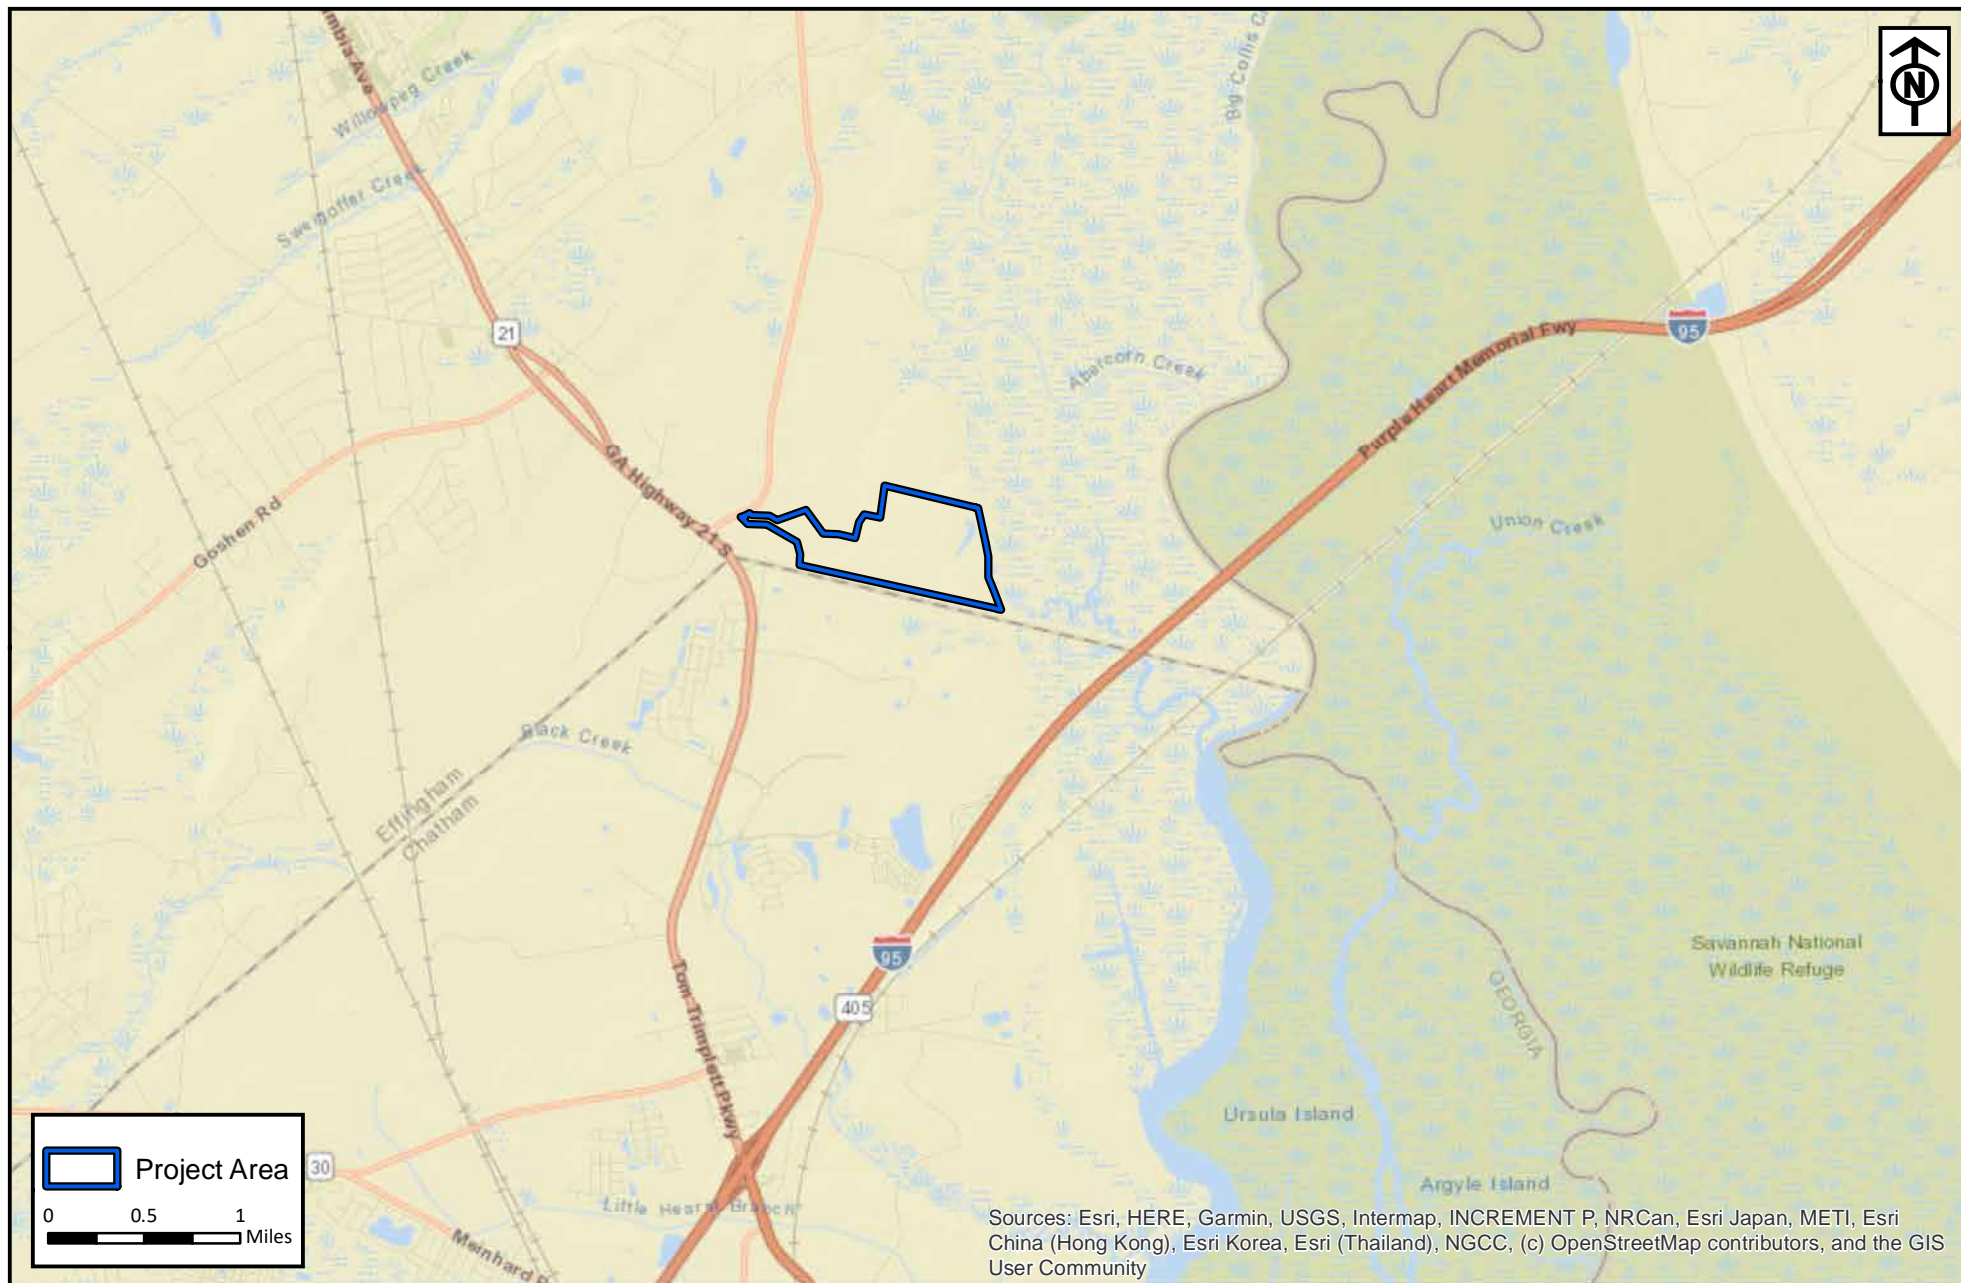 mbia Ave
Willowpeg Creek
Big Collis C
N
Sweigoffer Creek
21
95
Purple Heart Memorial Fwy
Abercorn Creek
GA Highway 21 S
Goshen Rd
Union Creek
Black Creek
Effingham
Chatham
95
405
Savannah National
Wildlife Refuge
GEORGIA
Tom Triplett Pkwy
Ursula Island
Argyle Island
30
Little Hearst Branch
Meinhard R
Project Area
0 0.5 1
Miles
Sources: Esri, HERE, Garmin, USGS, Intermap, INCREMENT P, NRCan, Esri Japan, METI, Esri
China (Hong Kong), Esri Korea, Esri (Thailand), NGCC, (c) OpenStreetMap contributors, and the GIS
User Community